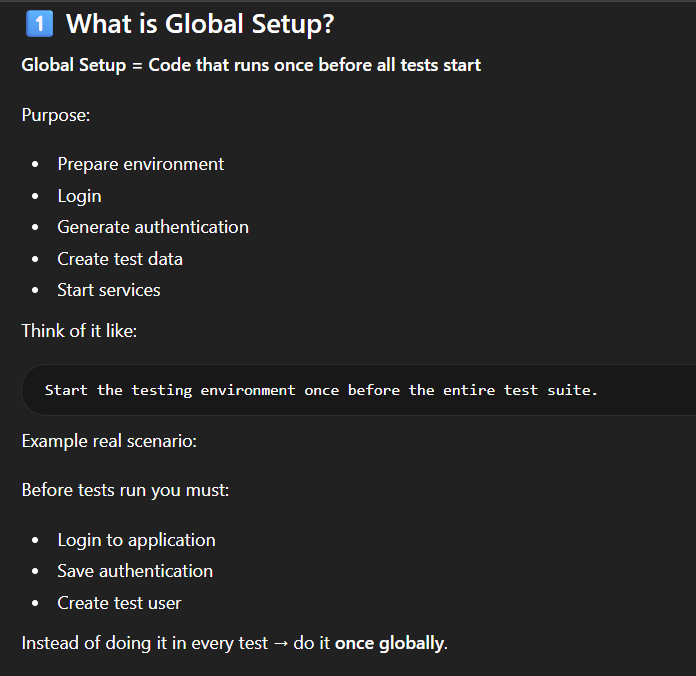 1 What is Global Setup?
Global Setup = Code that runs once before all tests start
Purpose:
• Prepare environment
• Login
• Generate authentication
• Create test data
• Start services
Think of it like:
Start the testing environment once before the entire test suite.
Example real scenario:
Before tests run you must:
• Login to application
• Save authentication
• Create test user
Instead of doing it in every test → do it once globally.